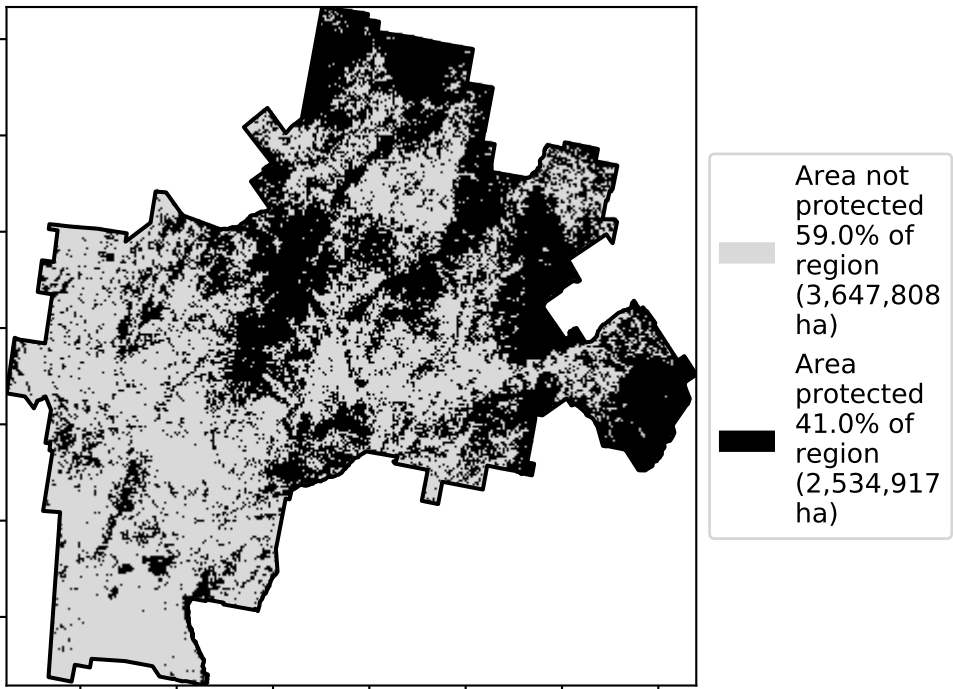 Area not
protected
59.0% of
region
(3,647,808
ha)
Area
protected
41.0% of
region
(2,534,917
ha)